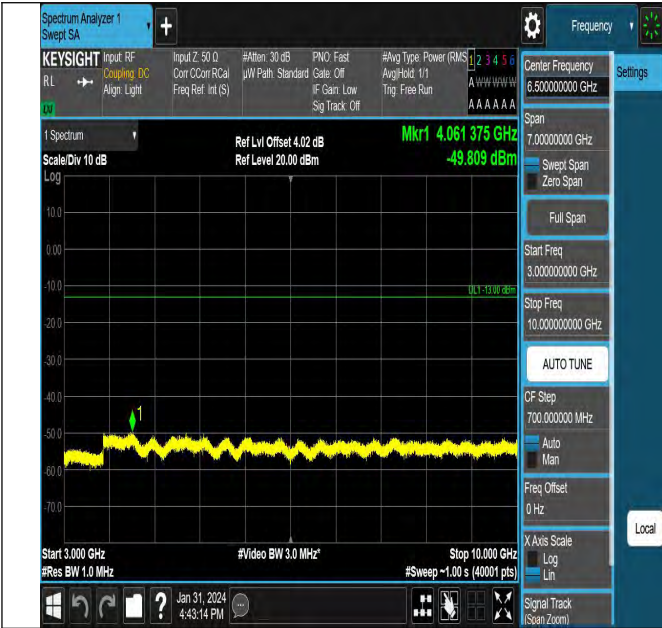 Spectrum Analyzer 1
Swept SA
Frequency
KEYSIGHT
RL
Input: RF
Coupling: DC
Align: Light
Input Z: 50 Ω
Corr CCorr RCal
Freq Ref: Int (S)
#Atten: 30 dB
µW Path: Standard
PNO: Fast
Gate: Off
IF Gain: Low
Sig Track: Off
#Avg Type: Power (RMS
Avg|Hold: 1/1
Trig: Free Run
1 2 3 4 5 6
A W W W W W
A A A A A A
1 Spectrum
Scale/Div 10 dB
Log
Ref Lvl Offset 4.02 dB
Ref Level 20.00 dBm
Mkr1 4.061 375 GHz
-49.809 dBm
10.0
0.00
-10.0
DL1 -13.00 dBm
-20.0
-30.0
-40.0
1
-50.0
-60.0
-70.0
Start 3.000 GHz
#Res BW 1.0 MHz
#Video BW 3.0 MHz*
Stop 10.000 GHz
#Sweep ~1.00 s (40001 pts)
Jan 31, 2024
4:43:14 PM
Center Frequency
6.500000000 GHz
Span
7.00000000 GHz
Swept Span
Zero Span
Full Span
Start Freq
3.000000000 GHz
Stop Freq
10.000000000 GHz
AUTO TUNE
CF Step
700.000000 MHz
Auto
Man
Freq Offset
0 Hz
X Axis Scale
Log
Lin
Signal Track
(Span Zoom)
Settings
Local